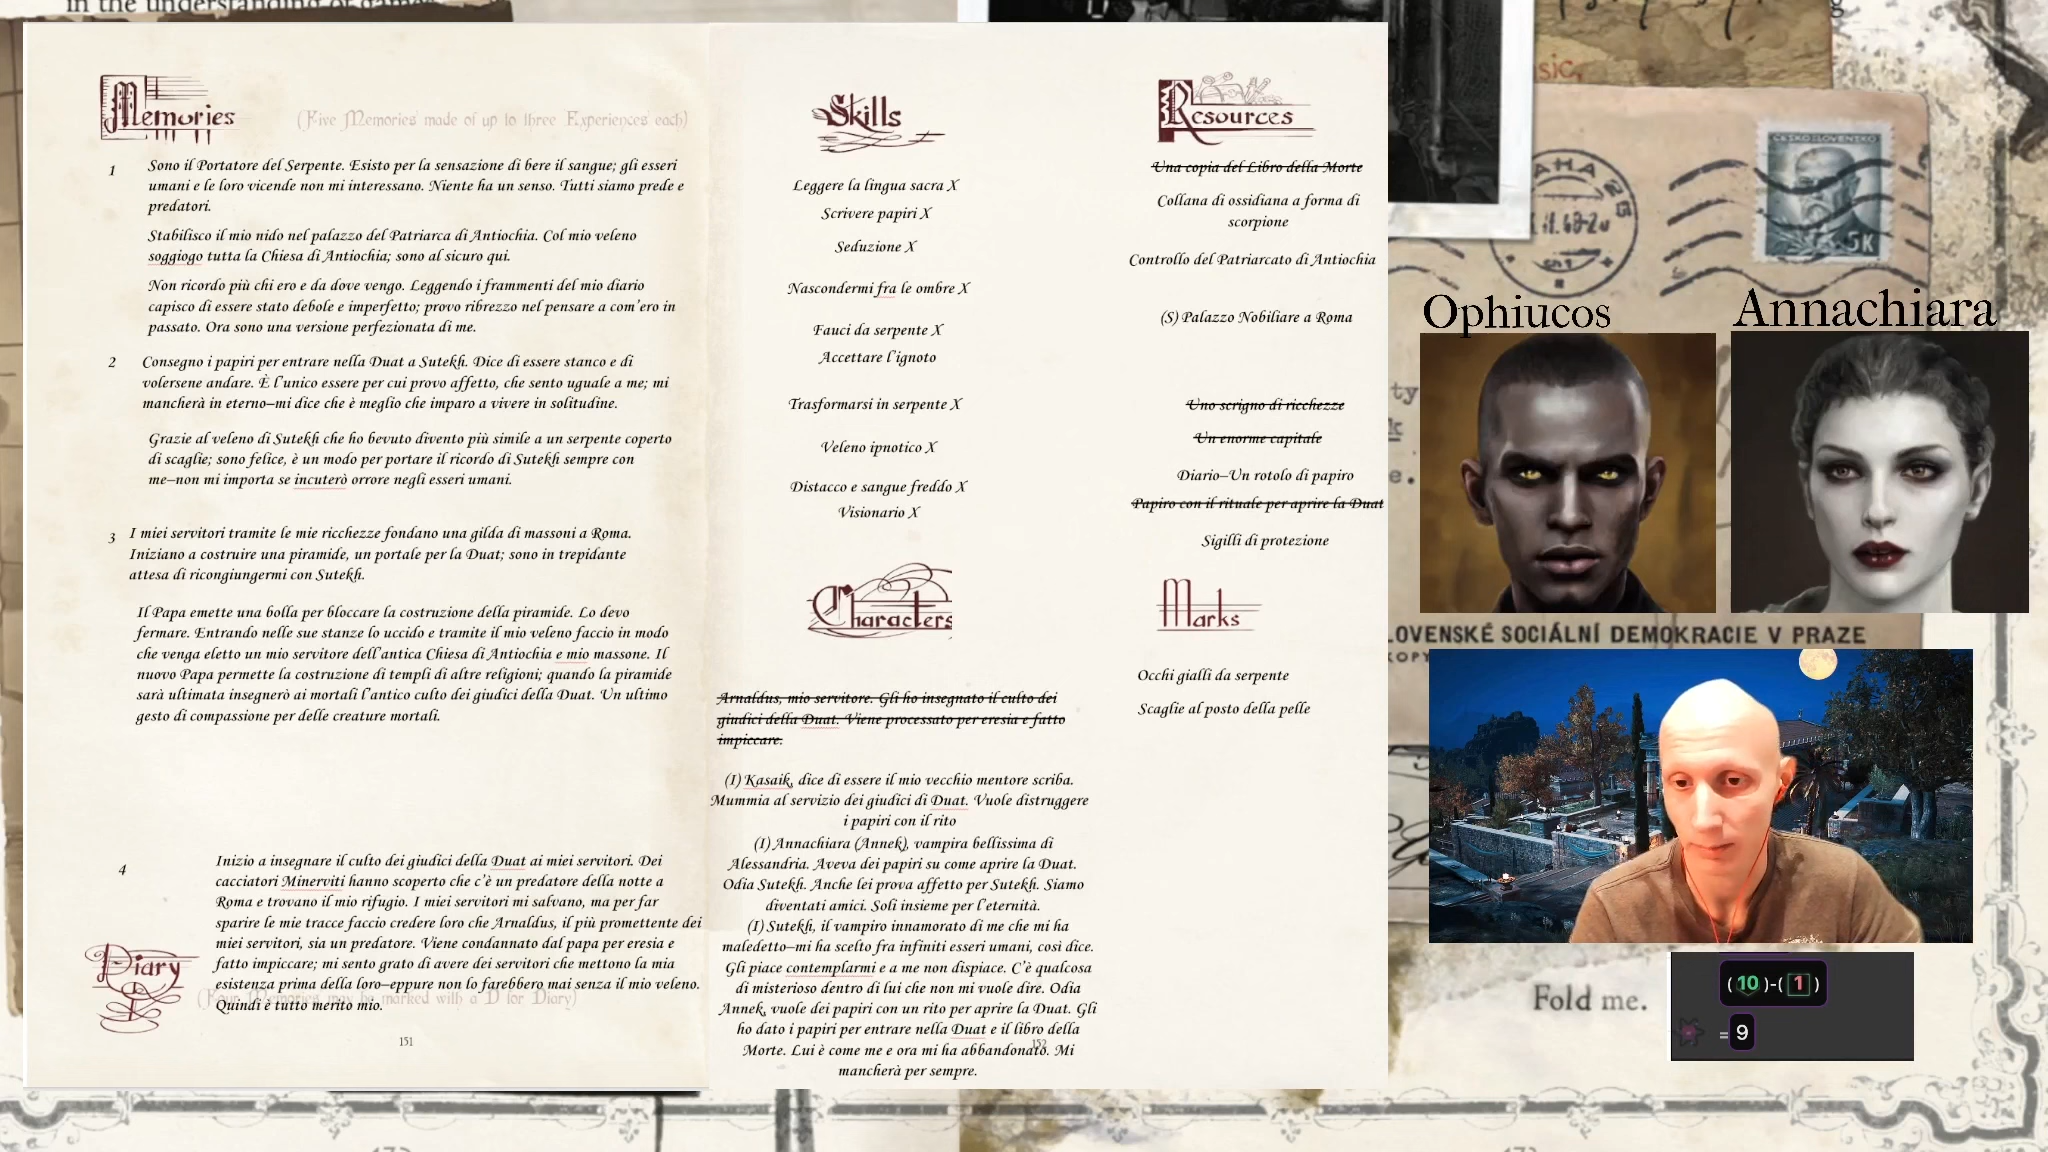 in the understanding of games
Memories
(Five Memories made of up to three Experiences each)
1
Sono il Portatore del Serpente. Esisto per la sensazione di bere il sangue; gli esseri
umani e le loro vicende non mi interessano. Niente ha un senso. Tutti siamo prede e
predatori.
Stabilisco il mio nido nel palazzo del Patriarca di Antiochia. Col mio veleno
soggiogo tutta la Chiesa di Antiochia; sono al sicuro qui.
Non ricordo più chi ero e da dove vengo. Leggendo i frammenti del mio diario
capisco di essere stato debole e imperfetto; provo ribrezzo nel pensare a com'ero in
passato. Ora sono una versione perfezionata di me.
2
Consegno i papiri per entrare nella Duat a Sutekh. Dice di essere stanco e di
volersene andare. È l'unico essere per cui provo affetto, che sento uguale a me; mi
mancherà in eterno—mi dice che è meglio che imparo a vivere in solitudine.
Grazie al veleno di Sutekh che ho bevuto divento più simile a un serpente coperto
di scaglie; sono felice, è un modo per portare il ricordo di Sutekh sempre con
me—non mi importa se incuterò orrore negli esseri umani.
3
I miei servitori tramite le mie ricchezze fondano una gilda di massoni a Roma.
Iniziano a costruire una piramide, un portale per la Duat; sono in trepidante
attesa di ricongiungermi con Sutekh.
Il Papa emette una bolla per bloccare la costruzione della piramide. Lo devo
fermare. Entrando nelle sue stanze lo uccido e tramite il mio veleno faccio in modo
che venga eletto un mio servitore dell'antica Chiesa di Antiochia e mio massone. Il
nuovo Papa permette la costruzione di templi di altre religioni; quando la piramide
sarà ultimata insegnerò ai mortali l'antico culto dei giudici della Duat. Un ultimo
gesto di compassione per delle creature mortali.
4
Inizio a insegnare il culto dei giudici della Duat ai miei servitori. Dei
cacciatori Minerviti hanno scoperto che c'è un predatore della notte a
Roma e trovano il mio rifugio. I miei servitori mi salvano, ma per far
sparire le mie tracce faccio credere loro che Arnaldus, il più promettente dei
miei servitori, sia un predatore. Viene condannato dal papa per eresia e
fatto impiccare; mi sento grato di avere dei servitori che mettono la mia
esistenza prima della loro—eppure non lo farebbero mai senza il mio veleno.
Quindi è tutto merito mio.
Diary
(Four Memories may be marked with a D for Diary)
151
Skills
Leggere la lingua sacra X
Scrivere papiri X
Seduzione X
Nascondermi fra le ombre X
Fauci da serpente X
Accettare l'ignoto
Trasformarsi in serpente X
Veleno ipnotico X
Distacco e sangue freddo X
Visionario X
Characters
Arnaldus, mio servitore. Gli ho insegnato il culto dei
giudici della Duat. Viene processato per eresia e fatto
impiccare.
(I) Kasaik, dice di essere il mio vecchio mentore scriba.
Mummia al servizio dei giudici di Duat. Vuole distruggere
i papiri con il rito
(I) Annachiara (Annek), vampira bellissima di
Alessandria. Aveva dei papiri su come aprire la Duat.
Odia Sutekh. Anche lei prova affetto per Sutekh. Siamo
diventati amici. Soli insieme per l'eternità.
(I) Sutekh, il vampiro innamorato di me che mi ha
maledetto—mi ha scelto fra infiniti esseri umani, così dice.
Gli piace contemplarmi e a me non dispiace. C'è qualcosa
di misterioso dentro di lui che non mi vuole dire. Odia
Annek, vuole dei papiri con un rito per aprire la Duat. Gli
ho dato i papiri per entrare nella Duat e il libro della
Morte. Lui è come me e ora mi ha abbandonato. Mi
mancherà per sempre.
152
Resources
Una copia del Libro della Morte
Collana di ossidiana a forma di
scorpione
Controllo del Patriarcato di Antiochia
(S) Palazzo Nobiliare a Roma
Uno scrigno di ricchezze
Un enorme capitale
Diario—Un rotolo di papiro
Papiro con il rituale per aprire la Duat
Sigilli di protezione
Marks
Occhi gialli da serpente
Scaglie al posto della pelle
ČESKOSLOVENSKO
5K
Ophiucos
Annachiara
LOVENSKÉ SOCIÁLNÍ DEMOKRACIE V PRAZE
Fold me.
(10)-(1)
=9